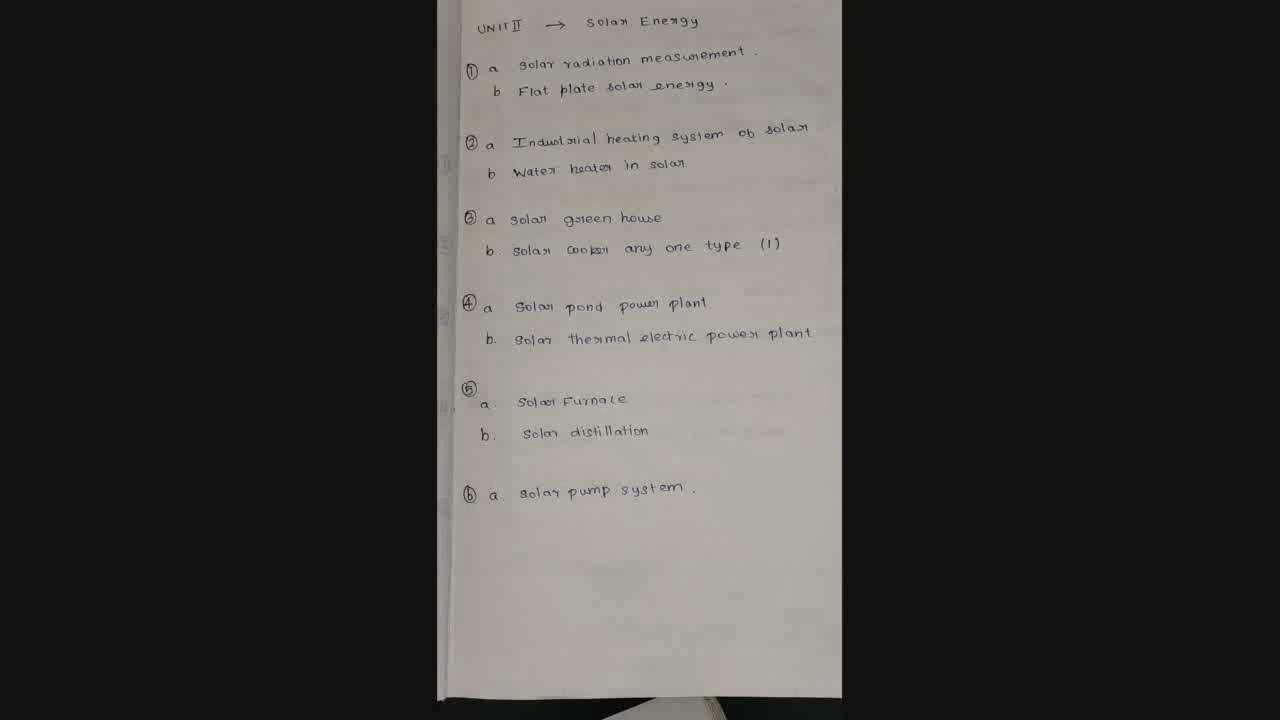 UNIT II → Solar Energy
① a Solar radiation measurement.
b Flat plate solar energy.
② a Industrial heating system of solar
b Water heater in solar
③ a Solar green house
b. Solar cooker any one type (1)
④ a Solar pond power plant
b. Solar thermal electric power plant
⑤
a. Solar Furnace
b. Solar distillation
⑥ a. Solar pump system.